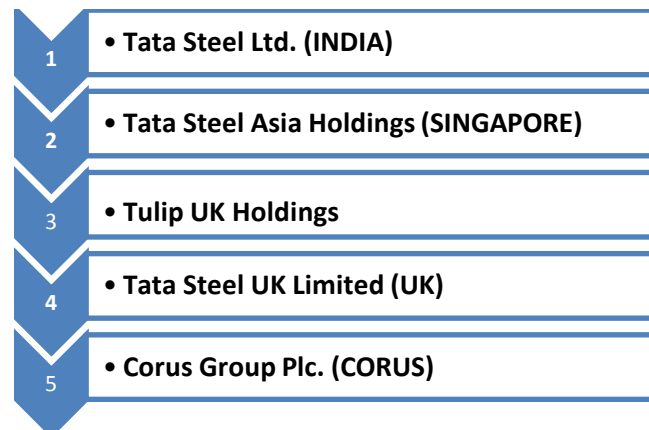 1
• Tata Steel Ltd. (INDIA)
2
• Tata Steel Asia Holdings (SINGAPORE)
3
• Tulip UK Holdings
4
• Tata Steel UK Limited (UK)
5
• Corus Group Plc. (CORUS)